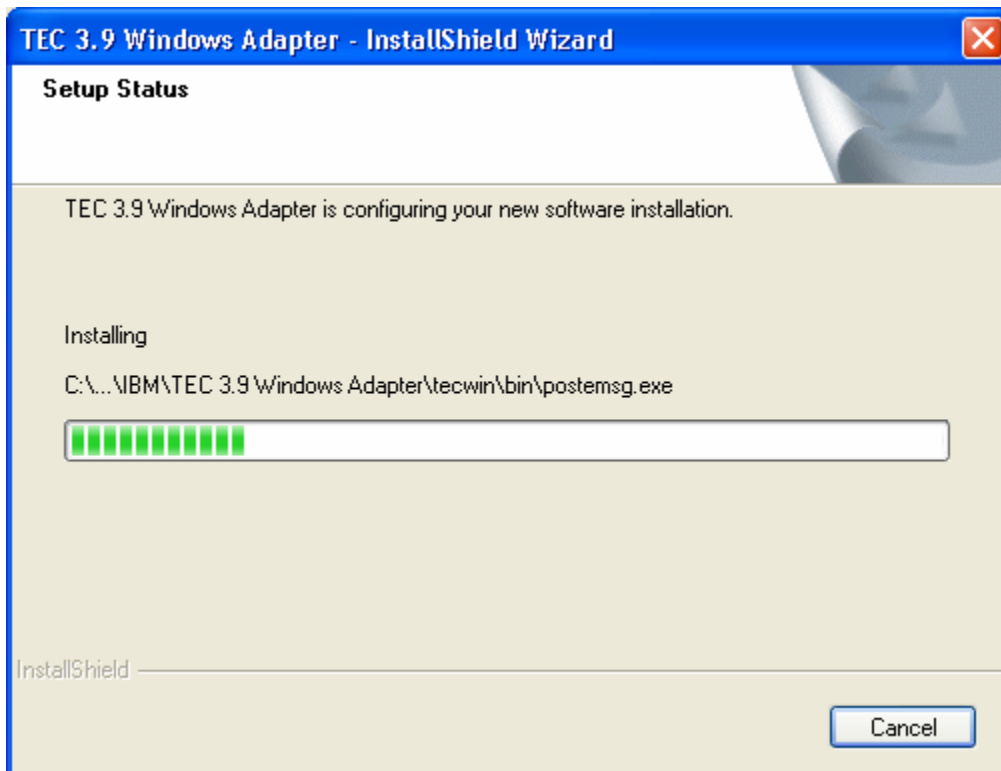 TEC 3.9 Windows Adapter - InstallShield Wizard
Setup Status
TEC 3.9 Windows Adapter is configuring your new software installation.
Installing
C:\...\IBM\TEC 3.9 Windows Adapter\tecwin\bin\postemsg.exe
InstallShield
Cancel